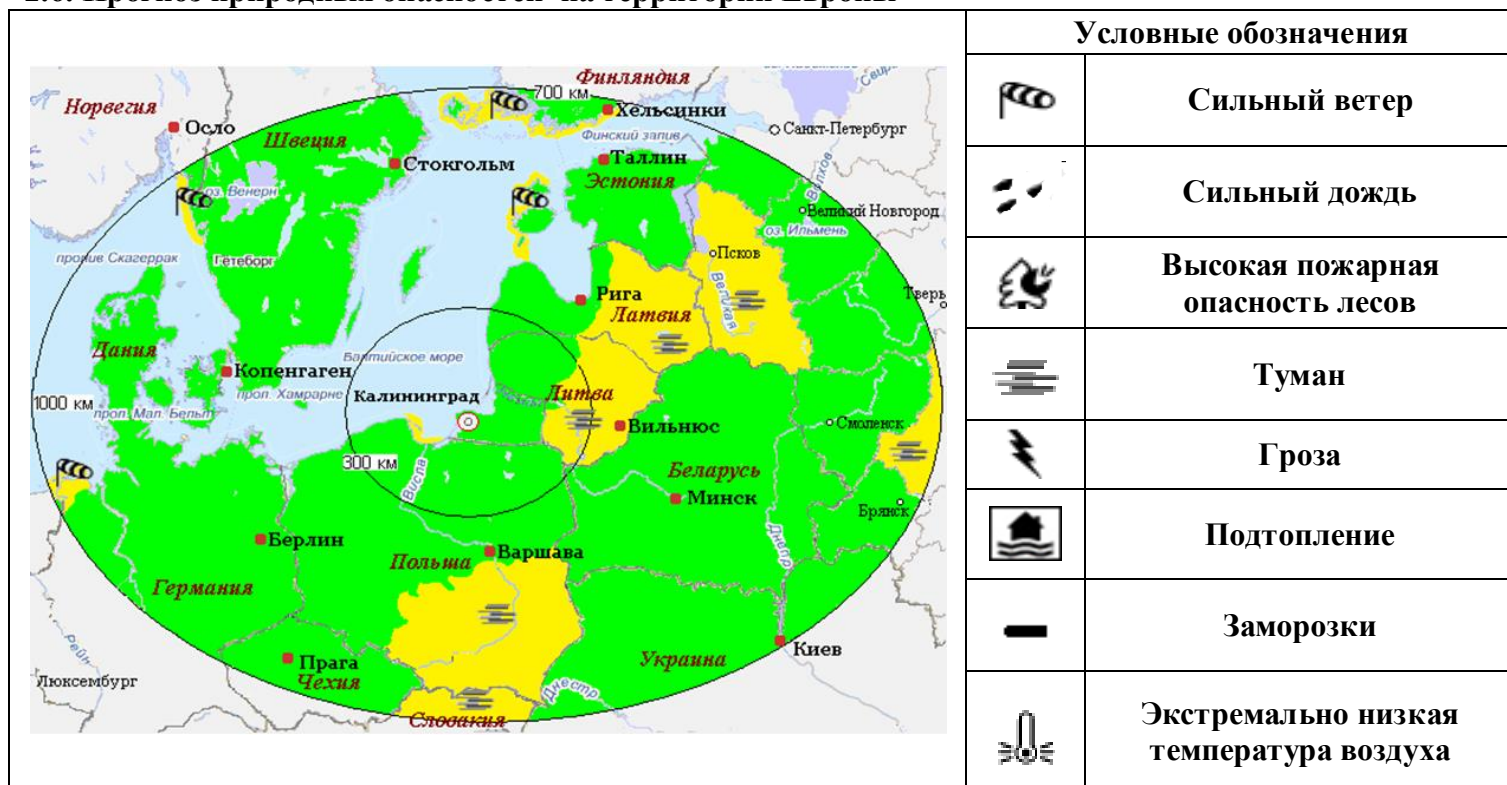 Условные обозначения
Сильный ветер
Сильный дождь
Высокая пожарная
опасность лесов
Туман
Гроза
Подтопление
Заморозки
Экстремально низкая
температура воздуха
Финляндия
700 км
Норвегия
Хельсинки
Осло
Санкт-Петербург
Швеция
Финский залив
Стокгольм
Таллин
Эстония
Волхов
оз. Венерн
Великий Новгород
оз. Ильмень
Псков
пролив Скагеррак
Гётеборг
Великая
Рига
Тверь
Латвия
Дания
Балтийское море
Копенгаген
Калининград
Литва
1000 км
прол. Мал. Бельт
прол. Хамрарне
Вильнюс
Смоленск
300 км
Висла
Беларусь
Минск
Брянск
Днепр
Берлин
Варшава
Польша
Германия
Рейн
Прага
Чехия
Украина
Киев
Люксембург
Днестр
Словакия